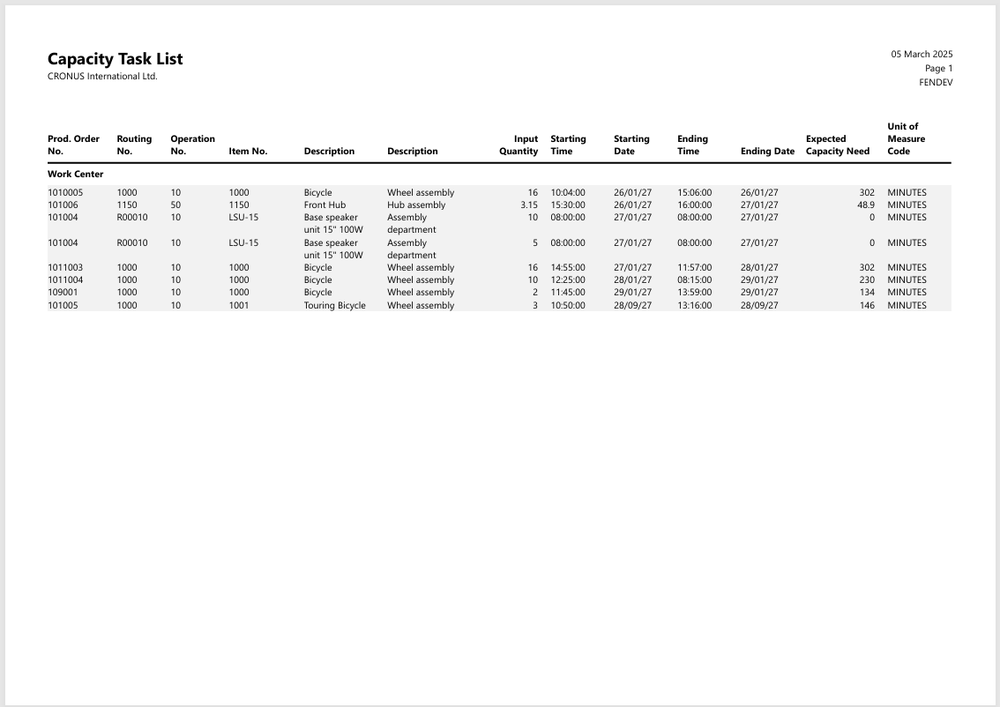 Capacity Task List
CRONUS International Ltd.
05 March 2025
Page 1
FENDEV
Prod. Order No. Routing No. Operation No. Item No. Description Description Input Quantity Starting Time Starting Date Ending Time Ending Date Expected Capacity Need Unit of Measure Code
Work Center
1010005 1000 10 1000 Bicycle Wheel assembly 16 10:04:00 26/01/27 15:06:00 26/01/27 302 MINUTES
101006 1150 50 1150 Front Hub Hub assembly 3.15 15:30:00 26/01/27 16:00:00 27/01/27 48.9 MINUTES
101004 R00010 10 LSU-15 Base speaker Assembly 10 08:00:00 27/01/27 08:00:00 27/01/27 0 MINUTES
unit 15" 100W department
101004 R00010 10 LSU-15 Base speaker Assembly 5 08:00:00 27/01/27 08:00:00 27/01/27 0 MINUTES
unit 15" 100W department
1011003 1000 10 1000 Bicycle Wheel assembly 16 14:55:00 27/01/27 11:57:00 28/01/27 302 MINUTES
1011004 1000 10 1000 Bicycle Wheel assembly 10 12:25:00 28/01/27 08:15:00 29/01/27 230 MINUTES
109001 1000 10 1000 Bicycle Wheel assembly 2 11:45:00 29/01/27 13:59:00 29/01/27 134 MINUTES
101005 1000 10 1001 Touring Bicycle Wheel assembly 3 10:50:00 28/09/27 13:16:00 28/09/27 146 MINUTES